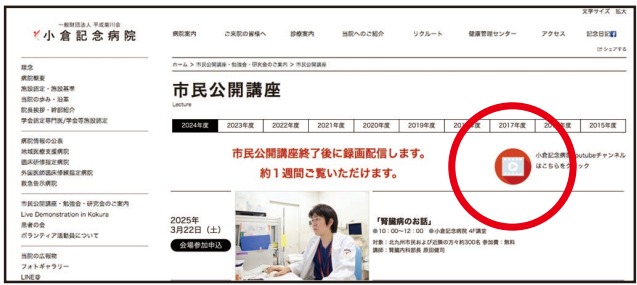 文字サイズ 拡大
一般財団法人 平成紫川会
小倉記念病院
病院案内 ご来院の皆様へ 診療案内 当院へのご紹介 リクルート 健康管理センター アクセス 記念日記
シェアする
ホーム > 市民公開講座・勉強会・研究会のご案内 > 市民公開講座
理念
病院概要
施設認定・施設基準
当院の歩み・沿革
院長挨拶・幹部紹介
学会認定専門医/学会等施設認定
病院情報の公表
地域医療支援病院
臨床研修指定病院
外国医師臨床修練指定病院
救急告示病院
市民公開講座・勉強会・研究会のご案内
Live Demonstration in Kokura
患者の会
ボランティア活動員について
当院の広報物
フォトギャラリー
LINE@
市民公開講座
Lecture
2024年度 2023年度 2022年度 2021年度 2020年度 2019年度 2017年度 2015年度
市民公開講座終了後に録画配信します。
約1週間ご覧いただけます。
小倉記念病院Youtubeチャンネル
はこちらをクリック
2025年
3月22日（土）
会場参加申込
「腎臓病のお話」
10：00～12：00 小倉記念病院 4F講堂
対象：北九州市民および近隣の方々約300名 参加費：無料
講師：腎臓内科部長 原田健司